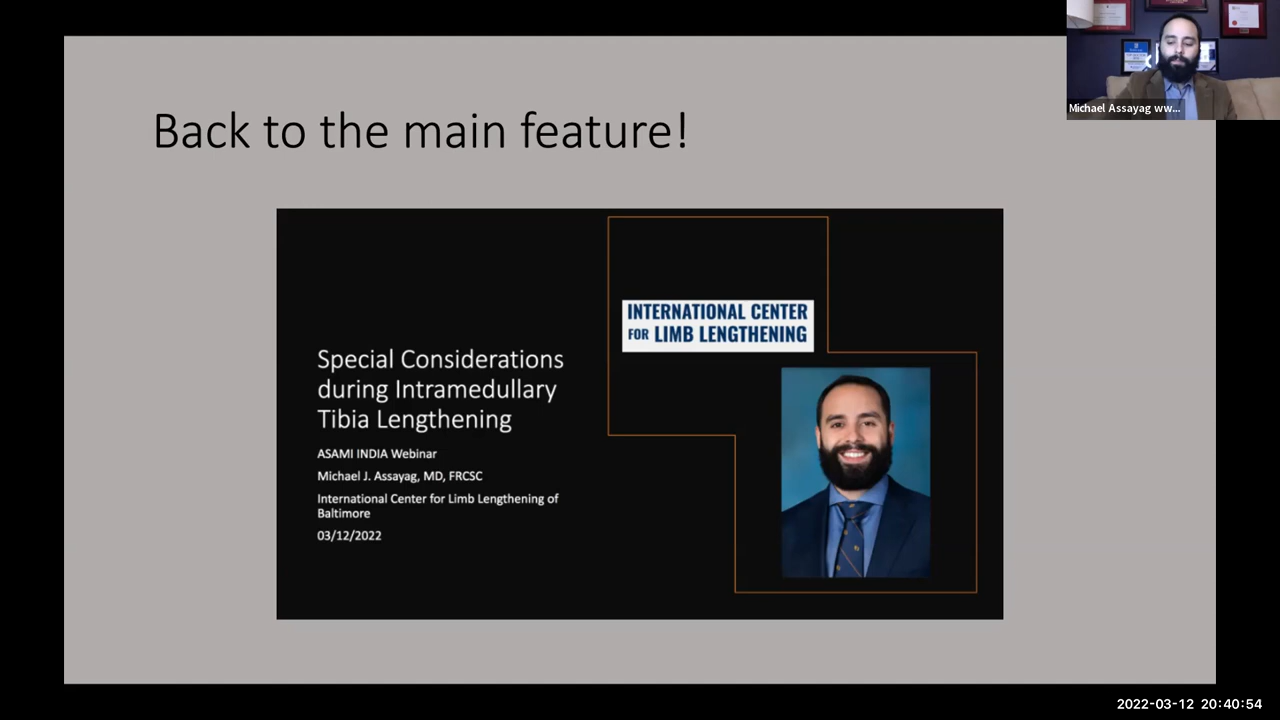 Michael Assayag ww...
Back to the main feature!
INTERNATIONAL CENTER
FOR LIMB LENGTHENING
Special Considerations
during Intramedullary
Tibia Lengthening
ASAMI INDIA Webinar
Michael J. Assayag, MD, FRCSC
International Center for Limb Lengthening of
Baltimore
03/12/2022
2022-03-12 20:40:54